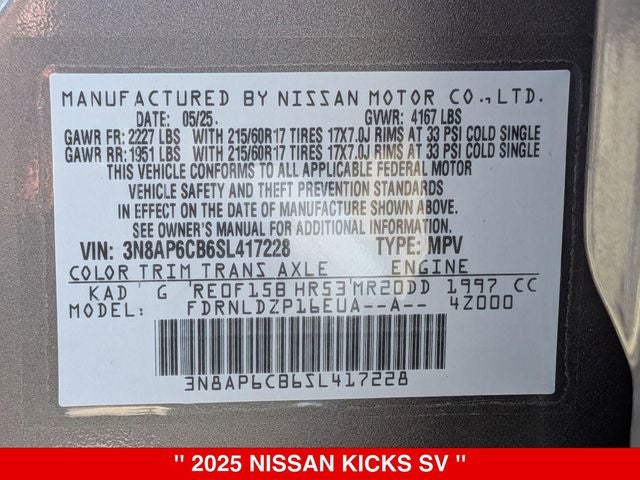 MANUFACTURED BY NISSAN MOTOR CO., LTD.
DATE: 05/25. GVWR: 4167 LBS
GAWR FR: 2227 LBS WITH 215/60R17 TIRES 17X7.0J RIMS AT 33 PSI COLD SINGLE
GAWR RR: 1951 LBS WITH 215/60R17 TIRES 17X7.0J RIMS AT 33 PSI COLD SINGLE
THIS VEHICLE CONFORMS TO ALL APPLICABLE FEDERAL MOTOR
VEHICLE SAFETY AND THEFT PREVENTION STANDARDS
IN EFFECT ON THE DATE OF MANUFACTURE SHOWN ABOVE.
SEE OWNER'S MANUAL FOR ADDITIONAL INFORMATION.
VIN: 3N8AP6CB6SL417228 TYPE: MPV
COLOR TRIM TRANS AXLE ENGINE
KAD G RE0F15B HR53 MR20DD 1997 CC
MODEL: FDRNLDZP16EUA--A-- 4Z000
3N8AP6CB6SL417228
" 2025 NISSAN KICKS SV "